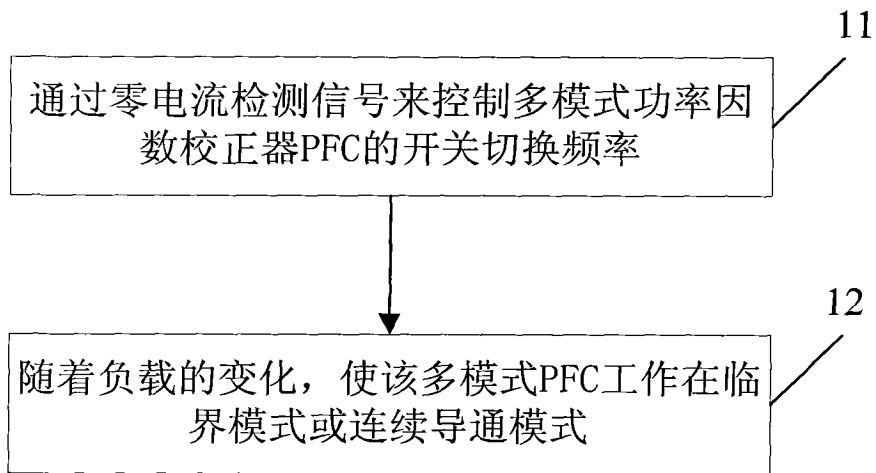 11
通过零电流检测信号来控制多模式功率因
数校正器PFC的开关切换频率
12
随着负载的变化，使该多模式PFC工作在临
界模式或连续导通模式